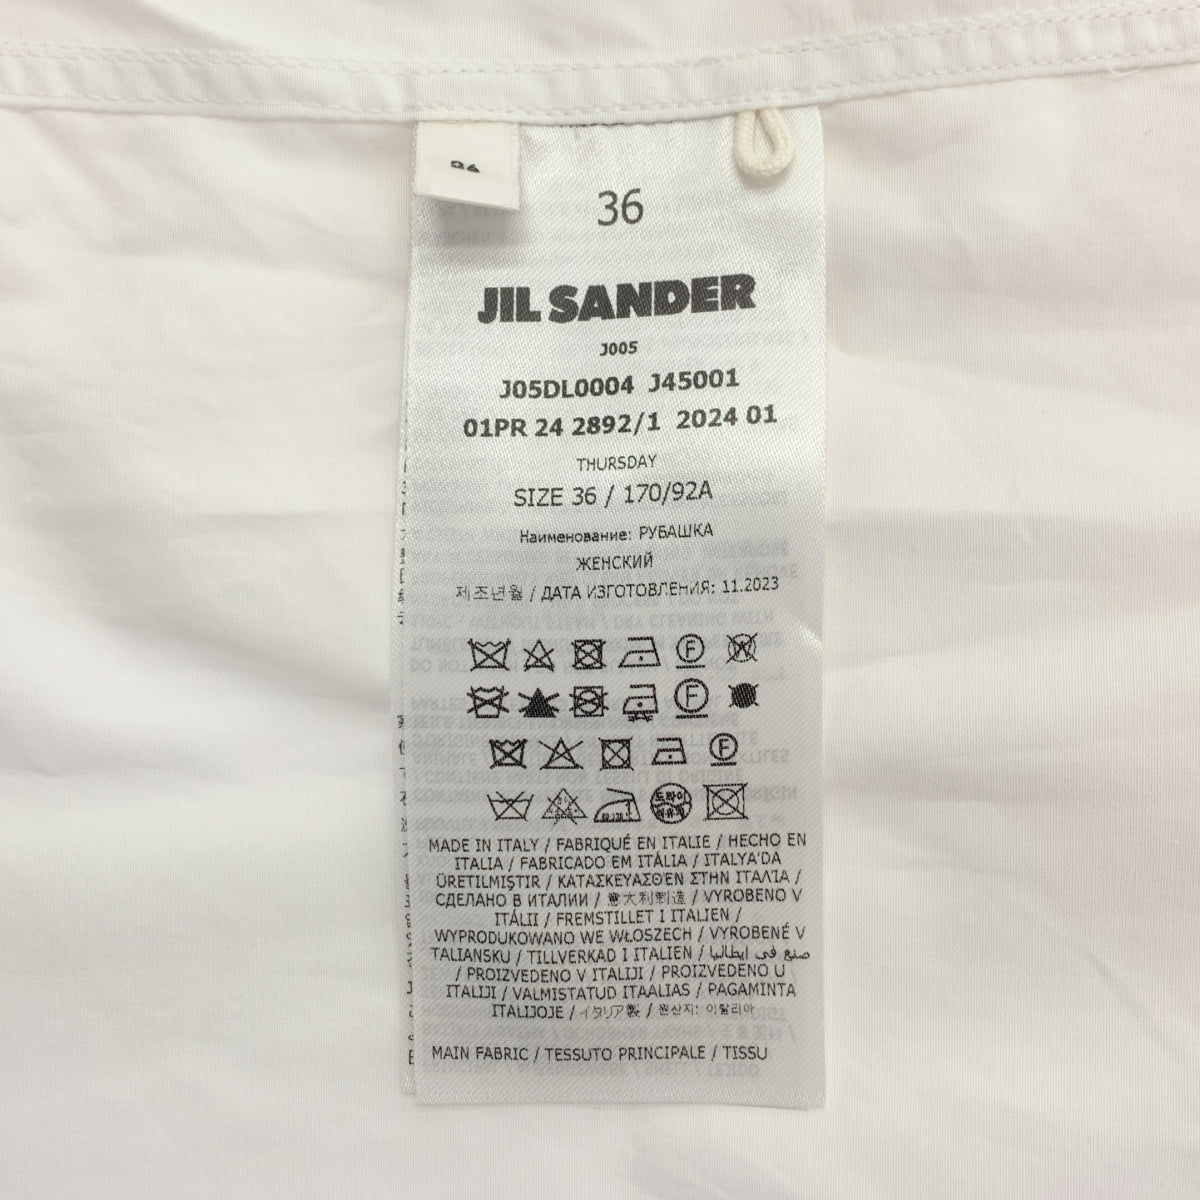 36
JIL SANDER
J005
J05DL0004 J45001
01PR 24 2892/1 2024 01
THURSDAY
SIZE 36 / 170/92A
Наименование: РУБАШКА
ЖЕНСКИЙ
제조년월 / ДАТА ИЗГОТОВЛЕНИЯ: 11.2023
MADE IN ITALY / FABRIQUÉ EN ITALIE / HECHO EN
ITALIA / FABRICADO EM ITÁLIA / ITALYA'DA
ÜRETILMIŞTIR / ΚΑΤΑΣΚΕΥΑΣΘΈΝ ΣΤΗΝ ΙΤΑΛΊΑ /
СДЕЛАНО В ИТАЛИИ / 意大利制造 / VYROBENO V
ITÁLII / FREMSTILLET I ITALIEN /
WYPRODUKOWANO WE WŁOSZECH / VYROBENÉ V
TALIANSKU / TILLVERKAD I ITALIEN / صنع فى ايطاليا
/ PROIZVEDENO V ITALIJI / PROIZVEDENO U
ITALIJI / VALMISTATUD ITAALIAS / PAGAMINTA
ITALIJOJE / イタリア製 / 원산지: 이탈리아
MAIN FABRIC / TESSUTO PRINCIPALE / TISSU